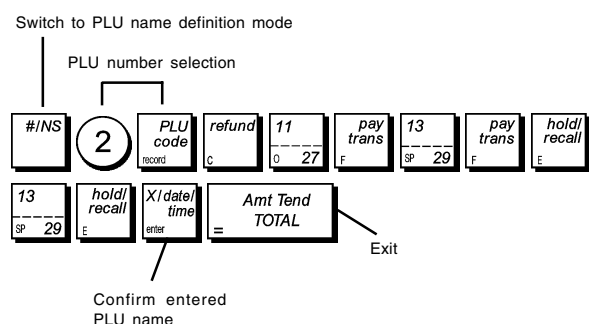 Switch to PLU name definition mode
PLU number selection
#/NS
2
PLU
code
record
refund
C
11
O 27
pay
trans
F
13
SP 29
pay
trans
F
hold/
recall
E
13
SP 29
hold/
recall
E
X/date/
time
enter
Amt Tend
TOTAL
=
Exit
Confirm entered
PLU name